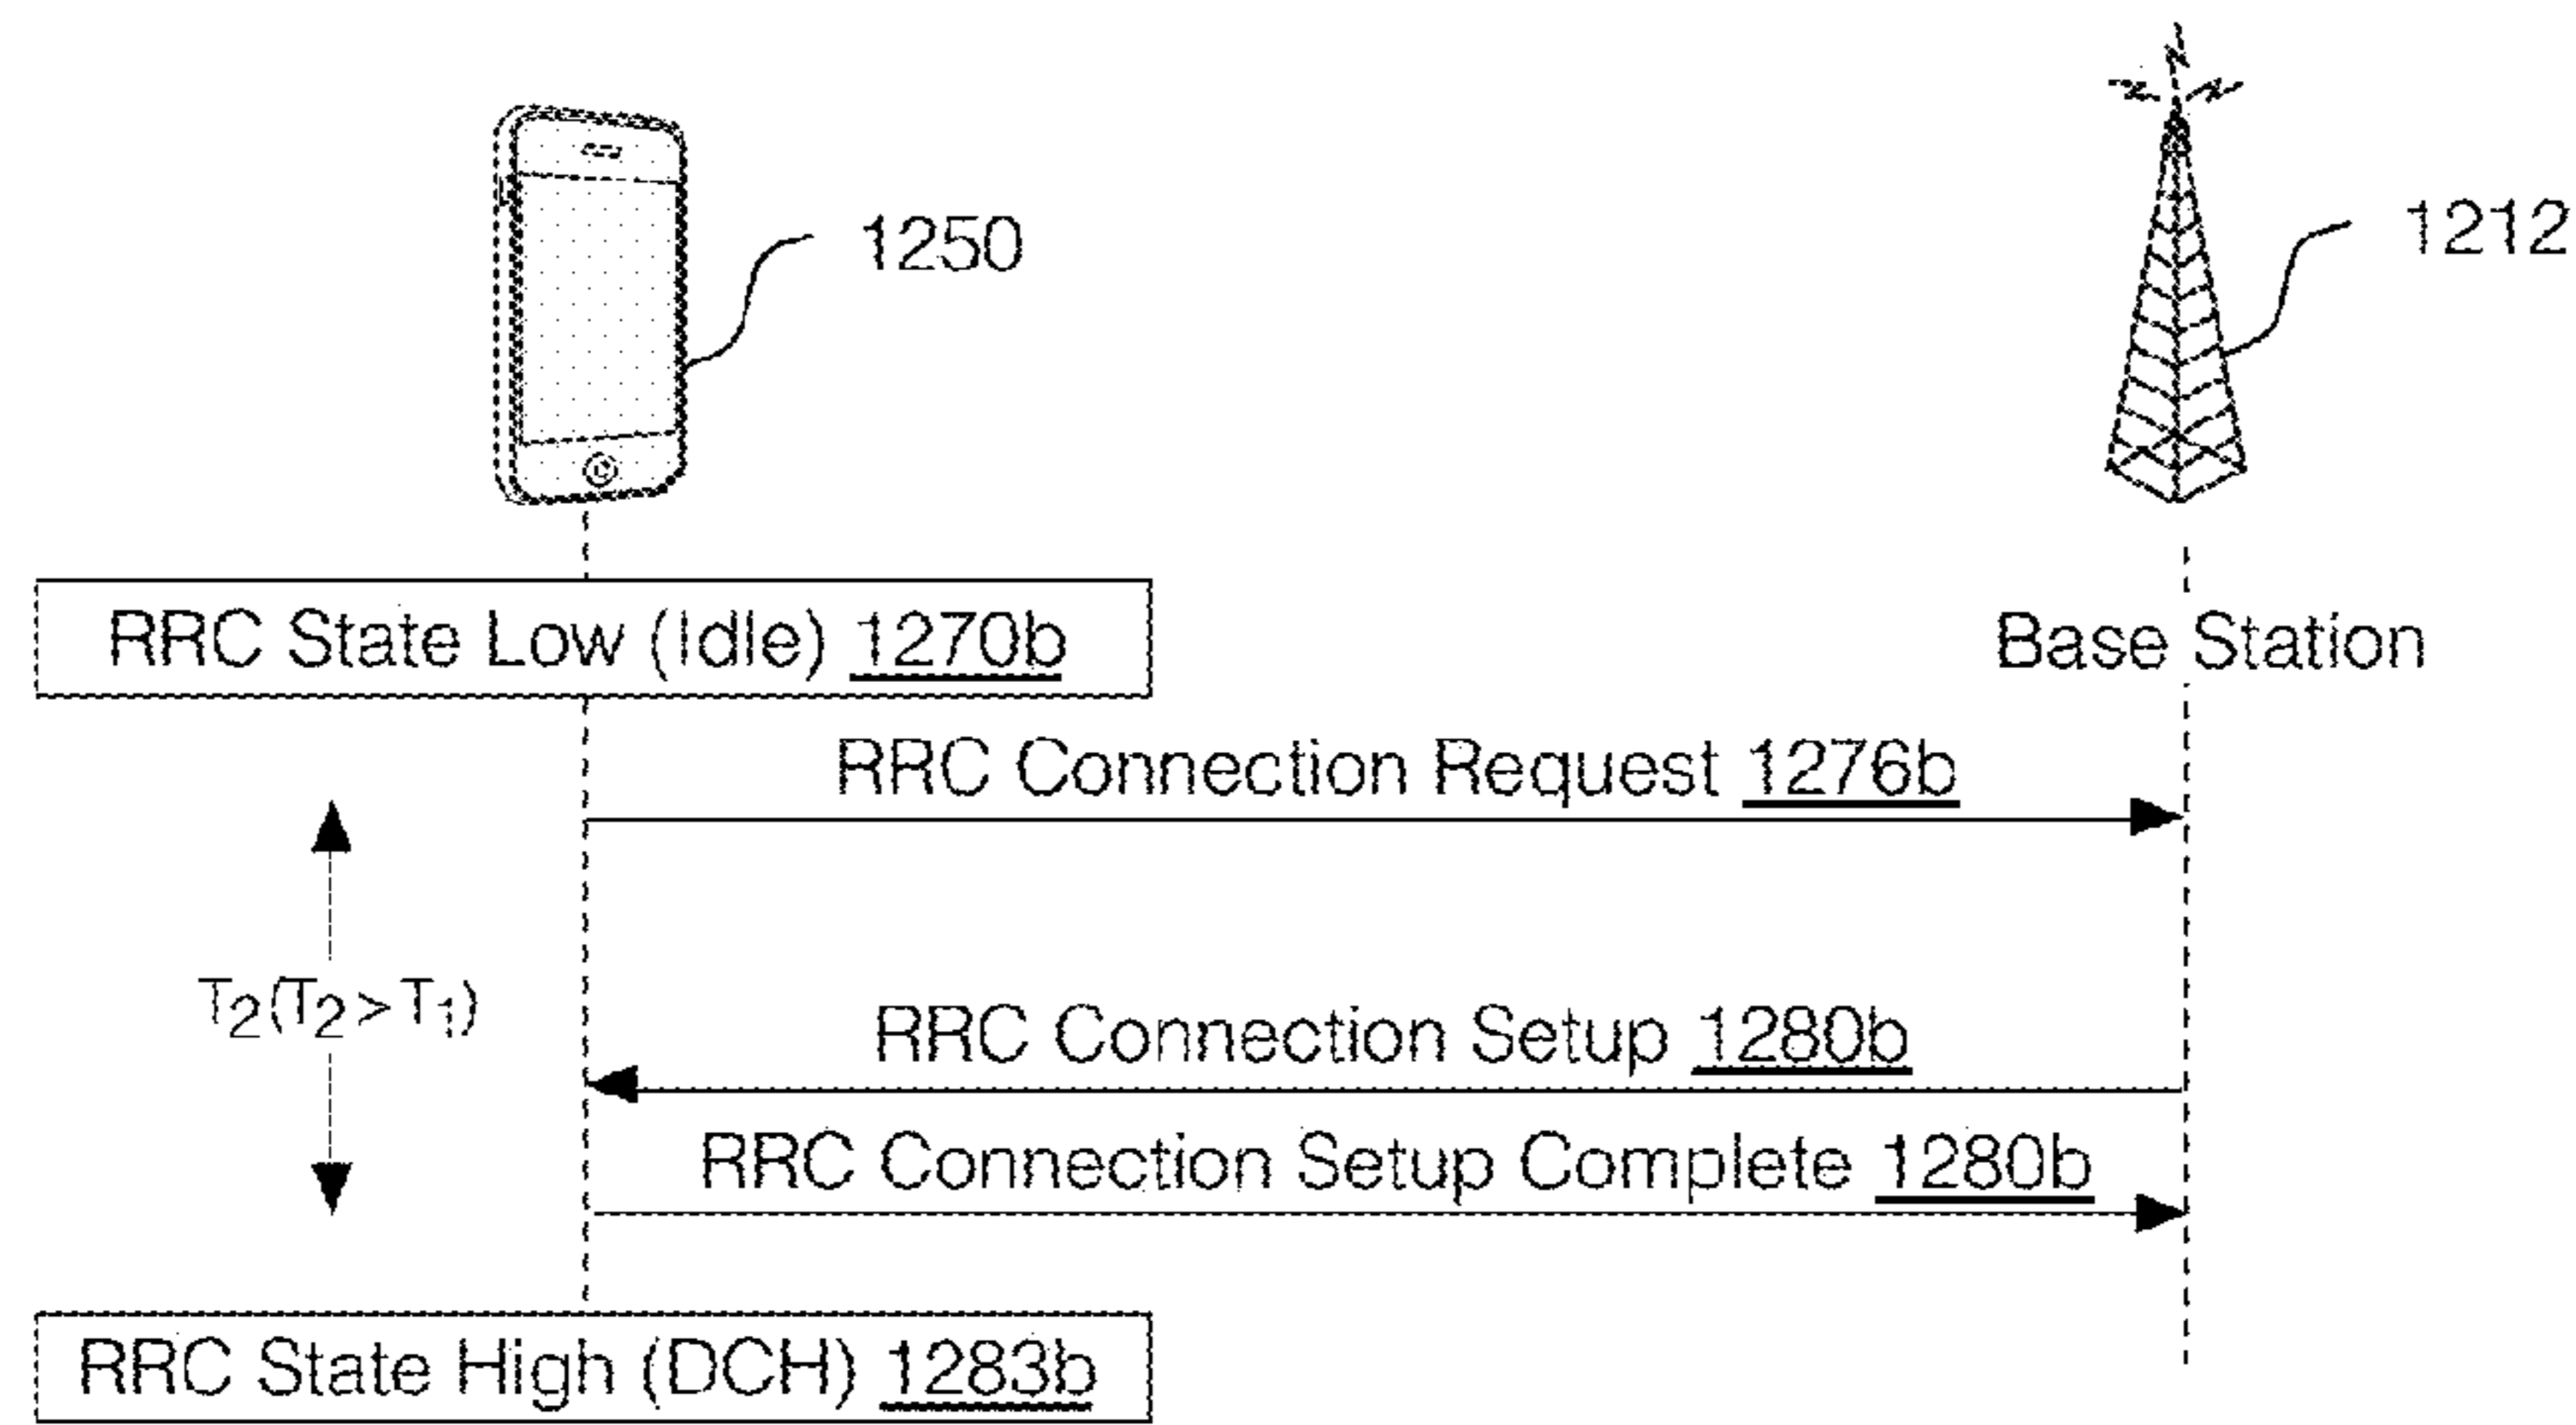 1250
1212
RRC State Low (Idle) 1270b
Base Station
RRC Connection Request 1276b
T2(T2>T1)
RRC Connection Setup 1280b
RRC Connection Setup Complete 1280b
RRC State High (DCH) 1283b